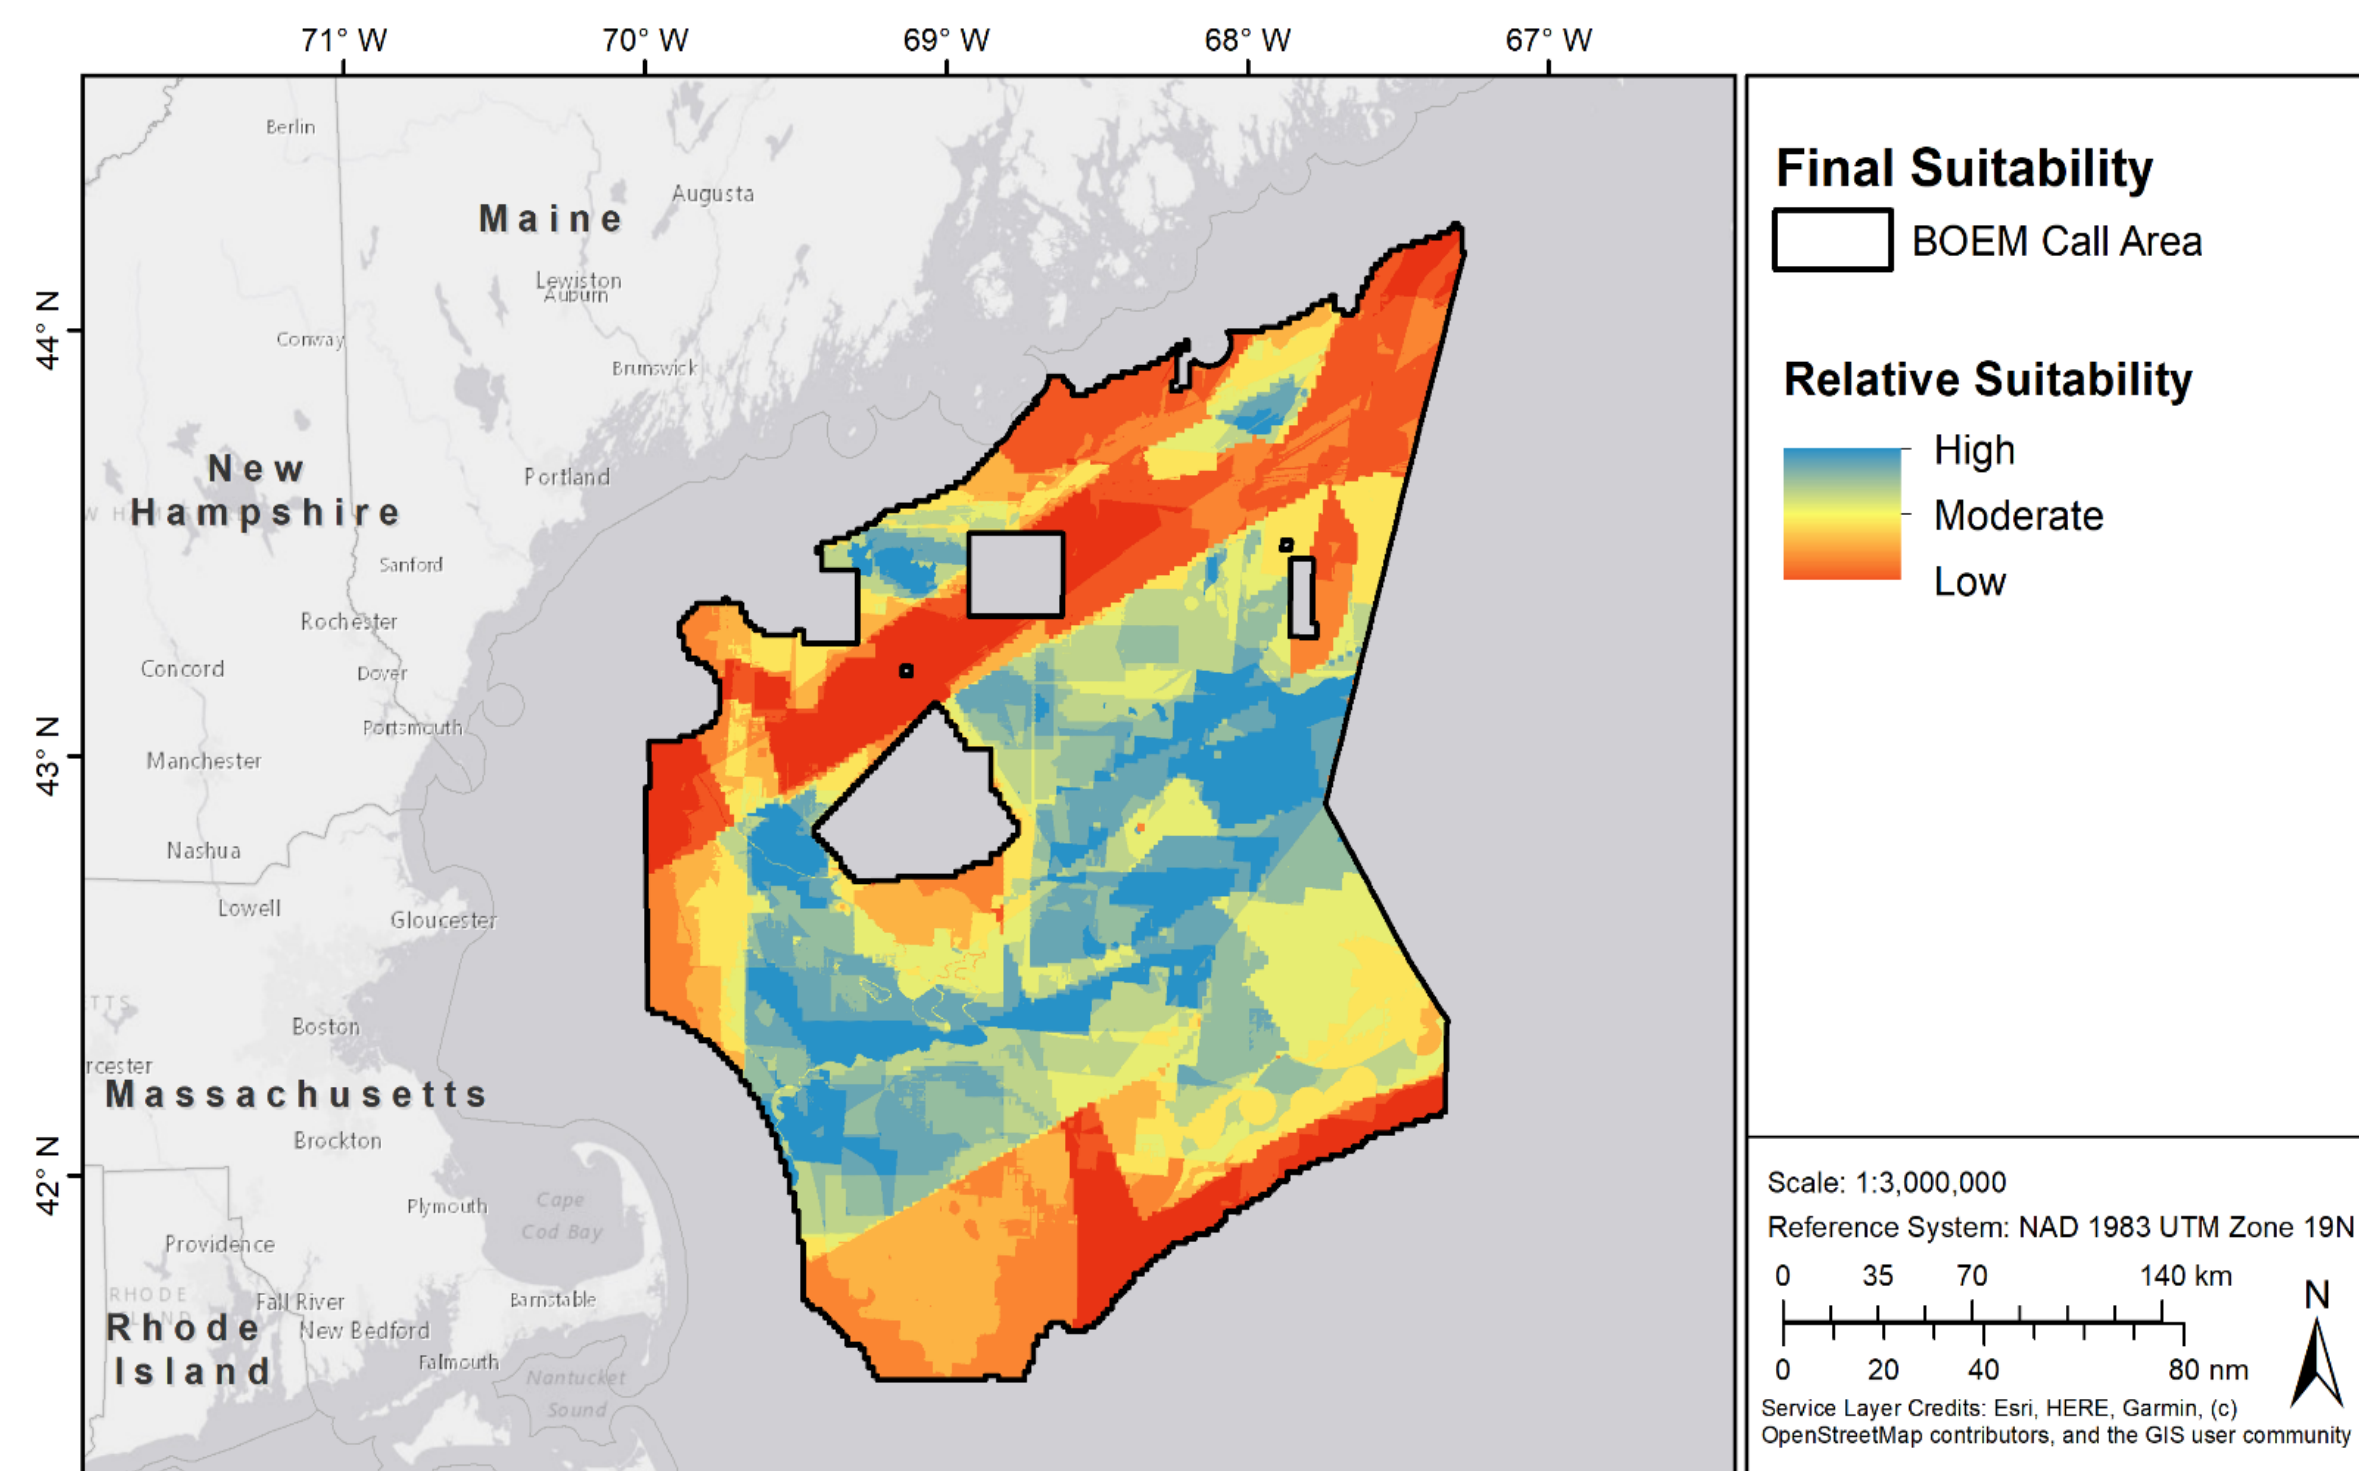 71° W
70° W
69° W
68° W
67° W
44° N
43° N
42° N
Berlin
Maine
Augusta
Lewiston
Auburn
Conway
Brunswick
New
Hampshire
Portland
Sanford
Rochester
Concord
Dover
Portsmouth
Manchester
Nashua
Lowell
Gloucester
TTS
Boston
rcester
Massachusetts
Brockton
Plymouth
Cape
Cod Bay
Providence
RHODE
Fall River
Barnstable
Rhode
Island
New Bedford
Falmouth
Nantucket
Sound
Final Suitability
BOEM Call Area
Relative Suitability
High
Moderate
Low
Scale: 1:3,000,000
Reference System: NAD 1983 UTM Zone 19N
0 35 70 140 km
0 20 40 80 nm
N
Service Layer Credits: Esri, HERE, Garmin, (c)
OpenStreetMap contributors, and the GIS user community